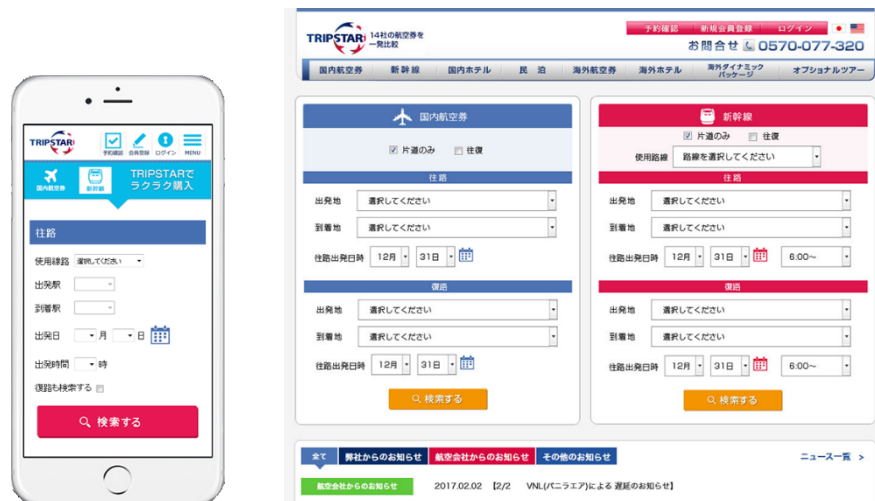 TRIPSTAR
予約確認 会員登録 ログイン MENU
国内航空券 新幹線
TRIPSTARで
ラクラク購入
往路
使用線路 選択してください
出発駅
到着駅
出発日 月 日
出発時間 時
復路も検索する
検索する
TRIPSTAR
14社の航空券を
一発比較
予約確認 新規会員登録 ログイン
お問合せ 0570-077-320
国内航空券 新幹線 国内ホテル 民 泊 海外航空券 海外ホテル 海外ダイナミック
パッケージ オプショナルツアー
国内航空券
片道のみ 往復
往路
出発地 選択してください
到着地 選択してください
往路出発日時 12月 31日
復路
出発地 選択してください
到着地 選択してください
往路出発日時 12月 31日
検索する
新幹線
片道のみ 往復
使用路線 路線を選択してください
往路
出発地 選択してください
到着地 選択してください
往路出発日時 12月 31日 6:00~
復路
出発地 選択してください
到着地 選択してください
往路出発日時 12月 31日 6:00~
検索する
全て 弊社からのお知らせ 航空会社からのお知らせ その他のお知らせ ニュース一覧 >
航空会社からのお知らせ 2017.02.02 【2/2 VNL(バニラエア)による 遅延のお知らせ】